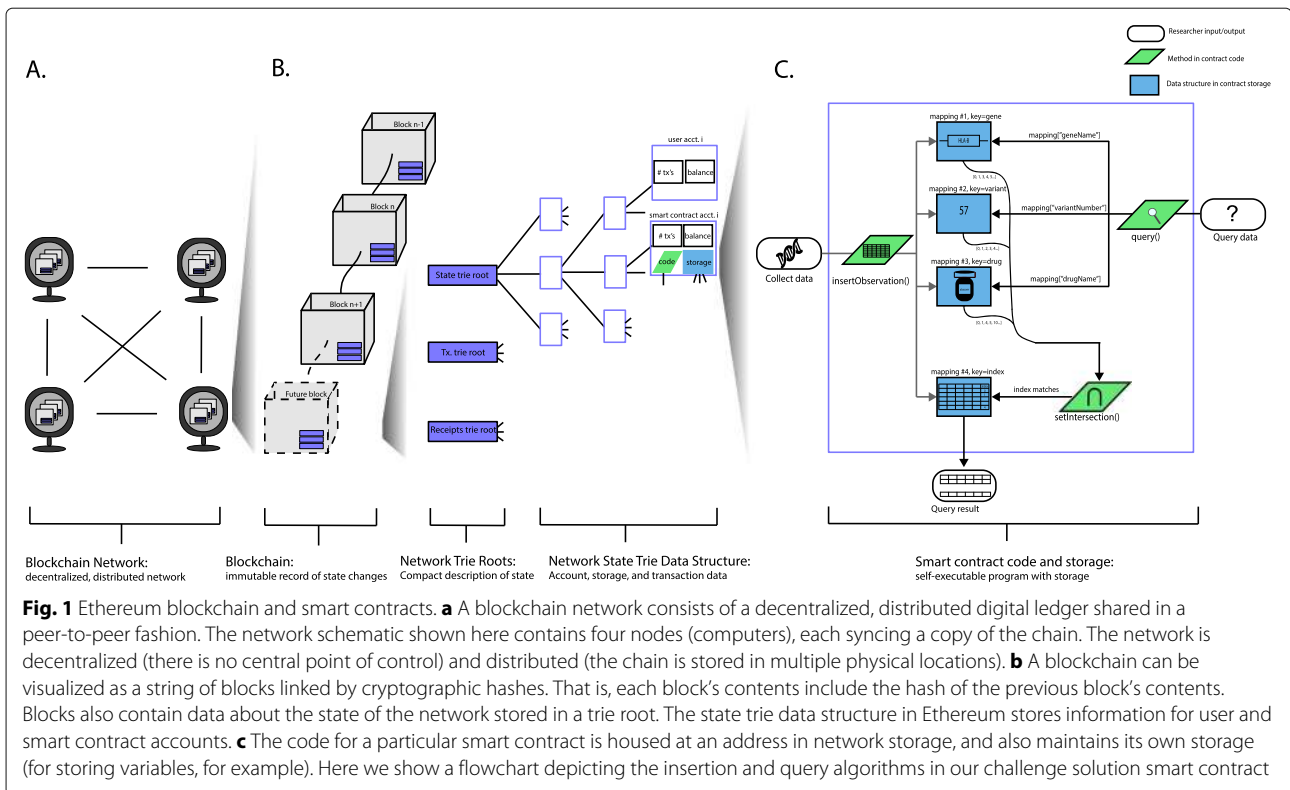 Researcher input/output
Method in contract code
Data structure in contract storage
A.
B.
C.
Block n-1
Block n
Block n+1
Future block
State trie root
Tx. trie root
Receipts trie root
user acct. i
# tx's
balance
smart contract acct. i
# tx's
balance
code
storage
Collect data
insertObservation()
mapping #1, key=gene
HLA-B
mapping #2, key=variant
57
mapping #3, key=drug
mapping #4, key=index
mapping["geneName"]
mapping["variantNumber"]
mapping["drugName"]
query()
?
Query data
index matches
∩
setIntersection()
Query result
Blockchain Network:
decentralized, distributed network
Blockchain:
immutable record of state changes
Network Trie Roots:
Compact description of state
Network State Trie Data Structure:
Account, storage, and transaction data
Smart contract code and storage:
self-executable program with storage
Fig. 1 Ethereum blockchain and smart contracts. a A blockchain network consists of a decentralized, distributed digital ledger shared in a
peer-to-peer fashion. The network schematic shown here contains four nodes (computers), each syncing a copy of the chain. The network is
decentralized (there is no central point of control) and distributed (the chain is stored in multiple physical locations). b A blockchain can be
visualized as a string of blocks linked by cryptographic hashes. That is, each block's contents include the hash of the previous block's contents.
Blocks also contain data about the state of the network stored in a trie root. The state trie data structure in Ethereum stores information for user and
smart contract accounts. c The code for a particular smart contract is housed at an address in network storage, and also maintains its own storage
(for storing variables, for example). Here we show a flowchart depicting the insertion and query algorithms in our challenge solution smart contract